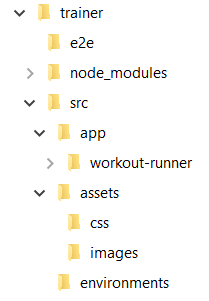 trainer
e2e
node_modules
src
app
workout-runner
assets
css
images
environments